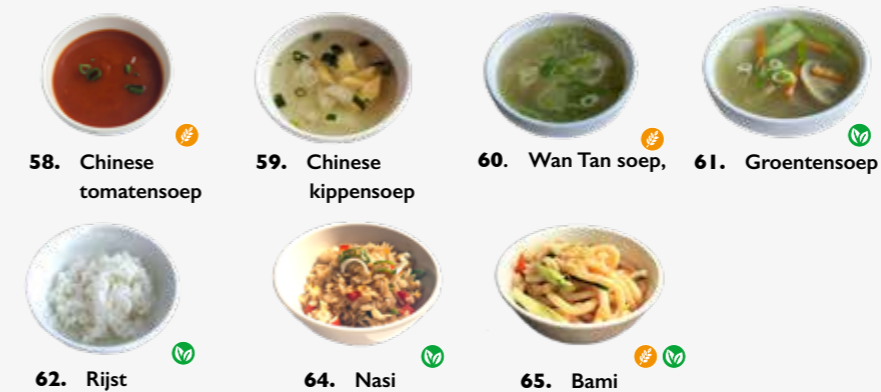 58. Chinese
tomatensoep
59. Chinese
kippensoep
60. Wan Tan soep,
61. Groentensoep
62. Rijst
64. Nasi
65. Bami